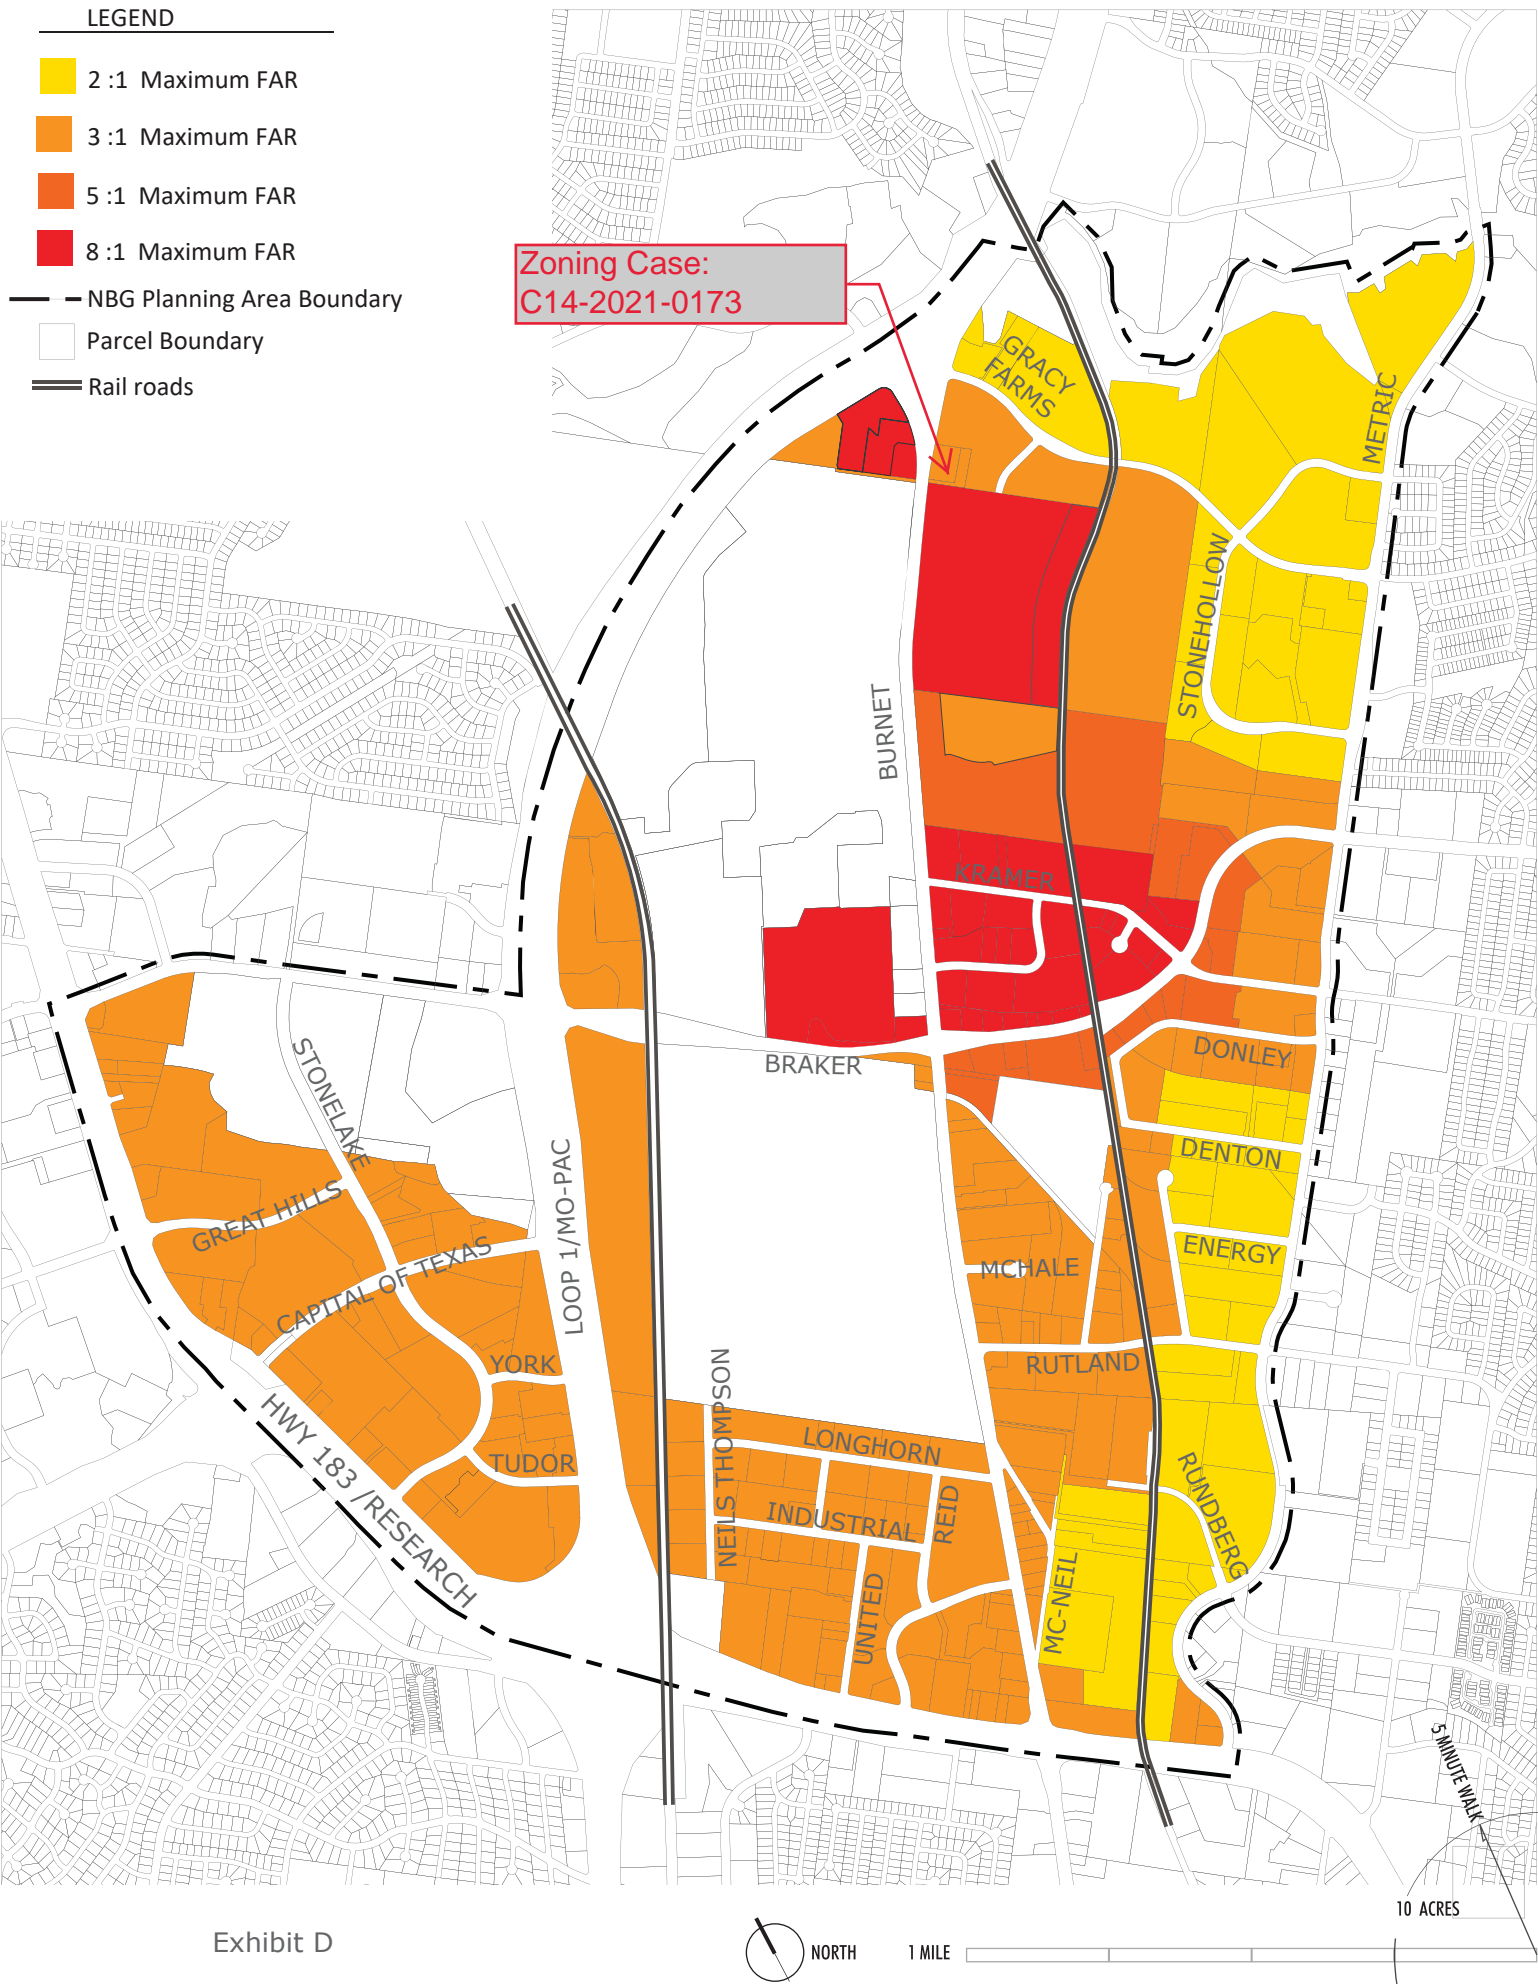 LEGEND
2 :1 Maximum FAR
3 :1 Maximum FAR
5 :1 Maximum FAR
8 :1 Maximum FAR
NBG Planning Area Boundary
Parcel Boundary
Rail roads
Zoning Case:
C14-2021-0173
GRACY
FARMS
METRIC
STONEHOLLOW
BURNET
KRAMER
BRAKER
DONLEY
STONELAKE
DENTON
GREAT HILLS
LOOP 1/MO-PAC
CAPITAL OF TEXAS
ENERGY
MCHALE
YORK
RUTLAND
NEILS THOMPSON
HWY 183 /RESEARCH
LONGHORN
TUDOR
INDUSTRIAL
REID
RUNDBERG
UNITED
MC-NEIL
5 MINUTE WALK
10 ACRES
Exhibit D
NORTH
1 MILE